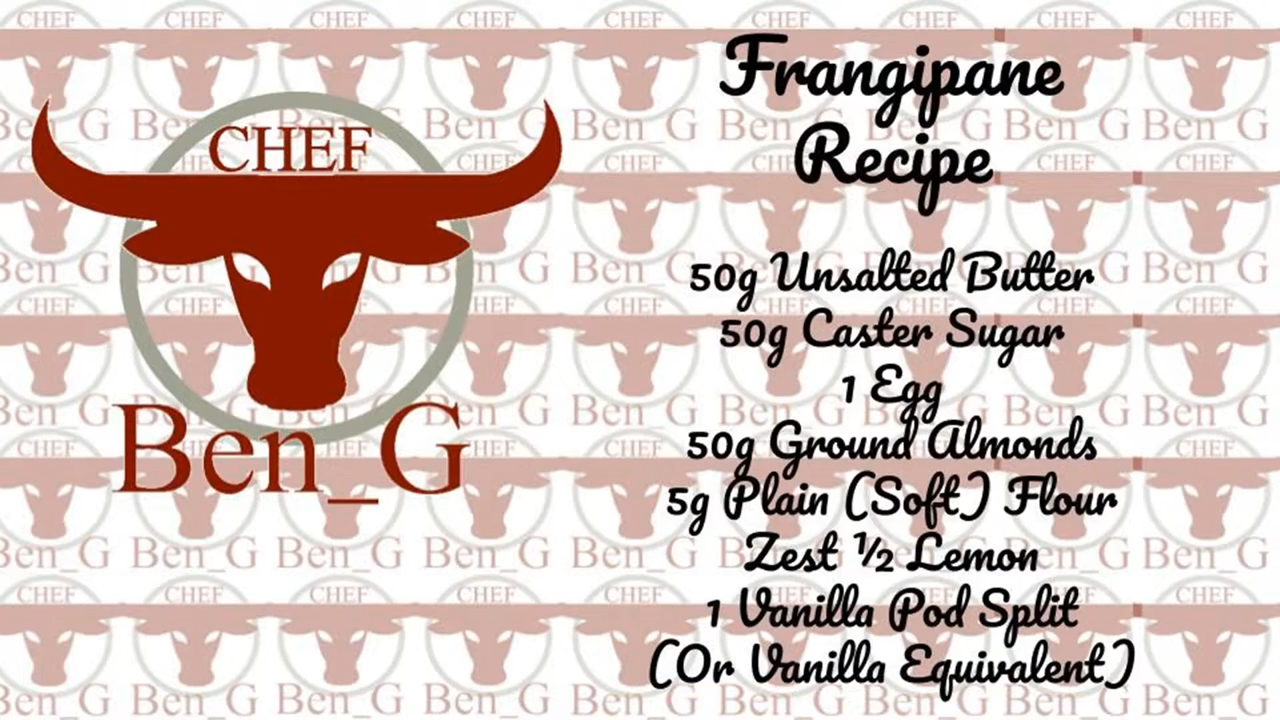 CHEF
Ben_G
Frangipane
Recipe
50g Unsalted Butter
50g Caster Sugar
1 Egg
50g Ground Almonds
5g Plain (Soft) Flour
Zest ½ Lemon
1 Vanilla Pod Split
(Or Vanilla Equivalent)